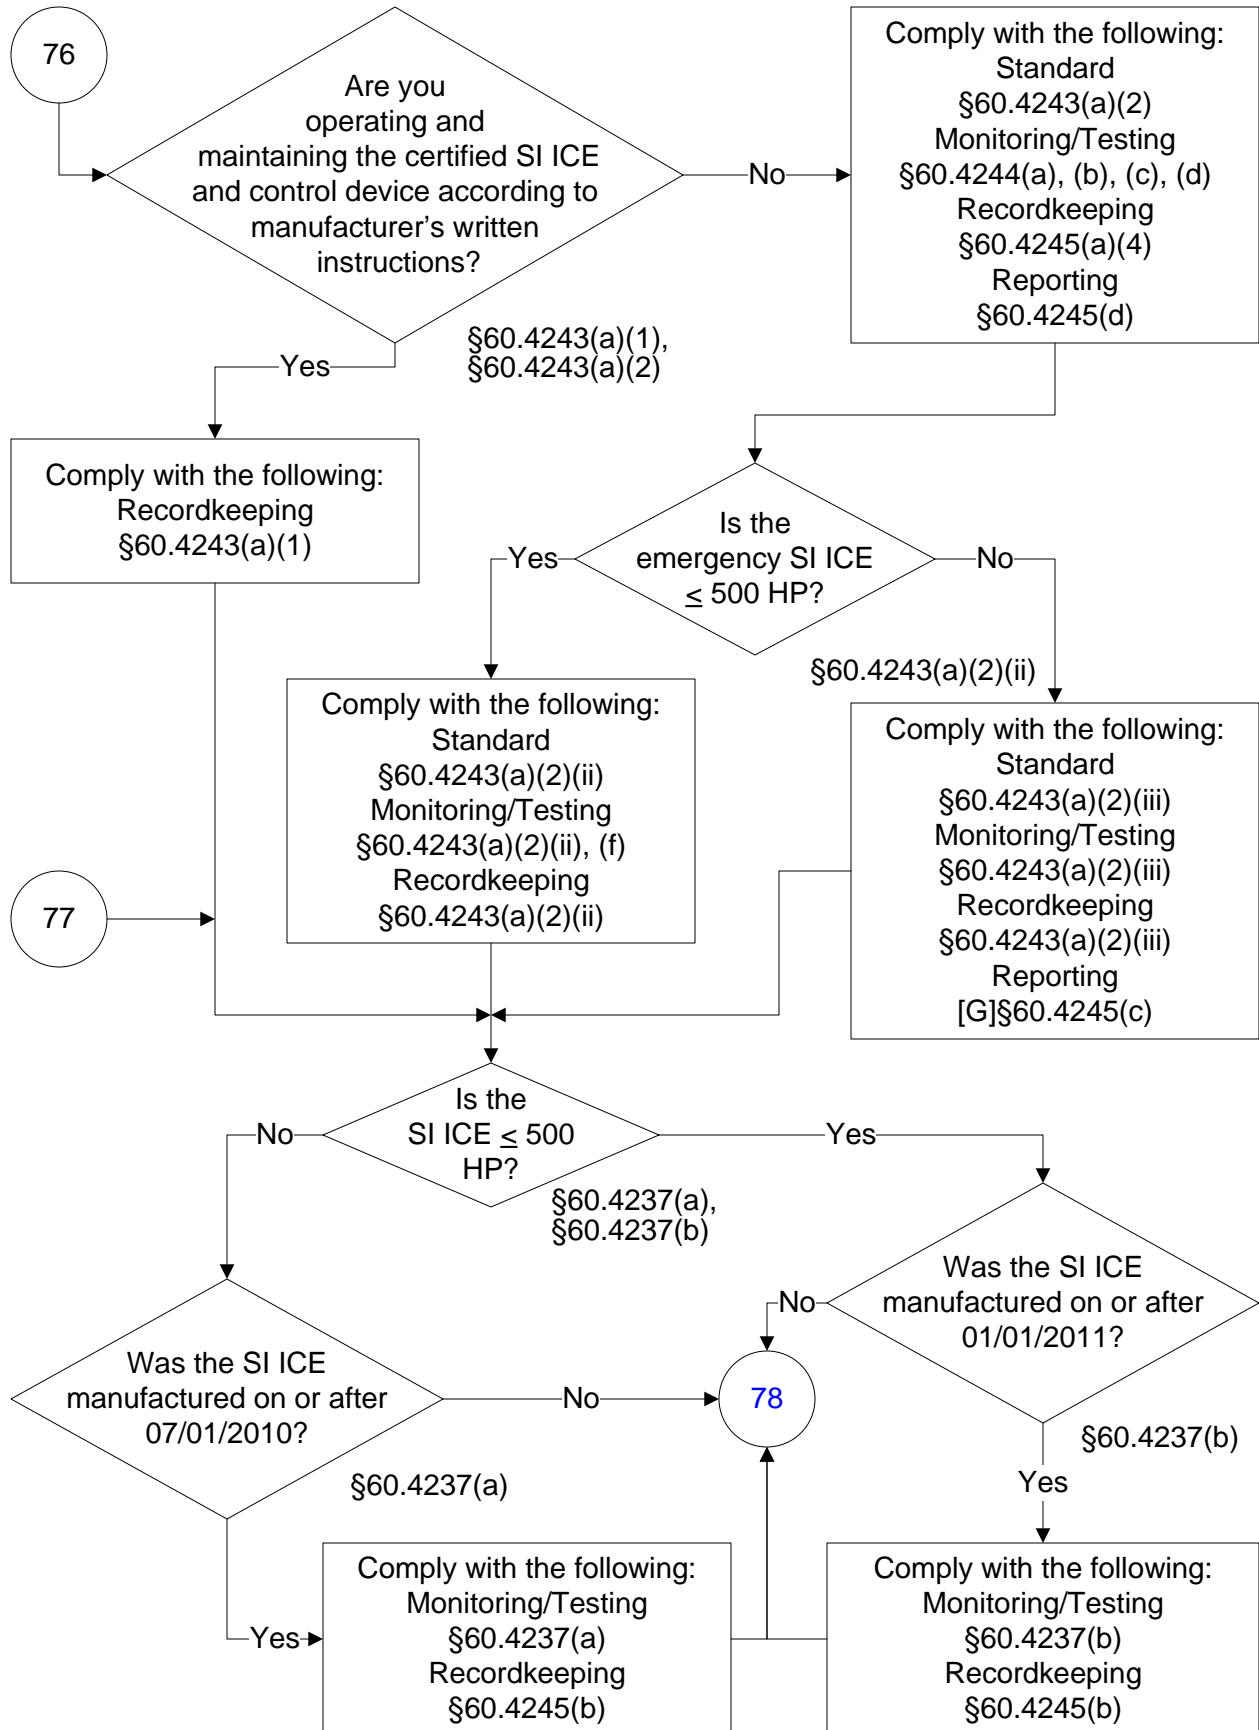 76
Are you
operating and
maintaining the certified SI ICE
and control device according to
manufacturer’s written
instructions?
No
Comply with the following:
Standard
§60.4243(a)(2)
Monitoring/Testing
§60.4244(a), (b), (c), (d)
Recordkeeping
§60.4245(a)(4)
Reporting
§60.4245(d)
§60.4243(a)(1),
§60.4243(a)(2)
Yes
Comply with the following:
Recordkeeping
§60.4243(a)(1)
Is the
emergency SI ICE
≤ 500 HP?
Yes
No
§60.4243(a)(2)(ii)
Comply with the following:
Standard
§60.4243(a)(2)(ii)
Monitoring/Testing
§60.4243(a)(2)(ii), (f)
Recordkeeping
§60.4243(a)(2)(ii)
Comply with the following:
Standard
§60.4243(a)(2)(iii)
Monitoring/Testing
§60.4243(a)(2)(iii)
Recordkeeping
§60.4243(a)(2)(iii)
Reporting
[G]§60.4245(c)
77
Is the
SI ICE ≤ 500
HP?
No
Yes
§60.4237(a),
§60.4237(b)
Was the SI ICE
manufactured on or after
01/01/2011?
No
§60.4237(b)
Yes
Was the SI ICE
manufactured on or after
07/01/2010?
No
78
§60.4237(a)
Yes
Comply with the following:
Monitoring/Testing
§60.4237(a)
Recordkeeping
§60.4245(b)
Comply with the following:
Monitoring/Testing
§60.4237(b)
Recordkeeping
§60.4245(b)